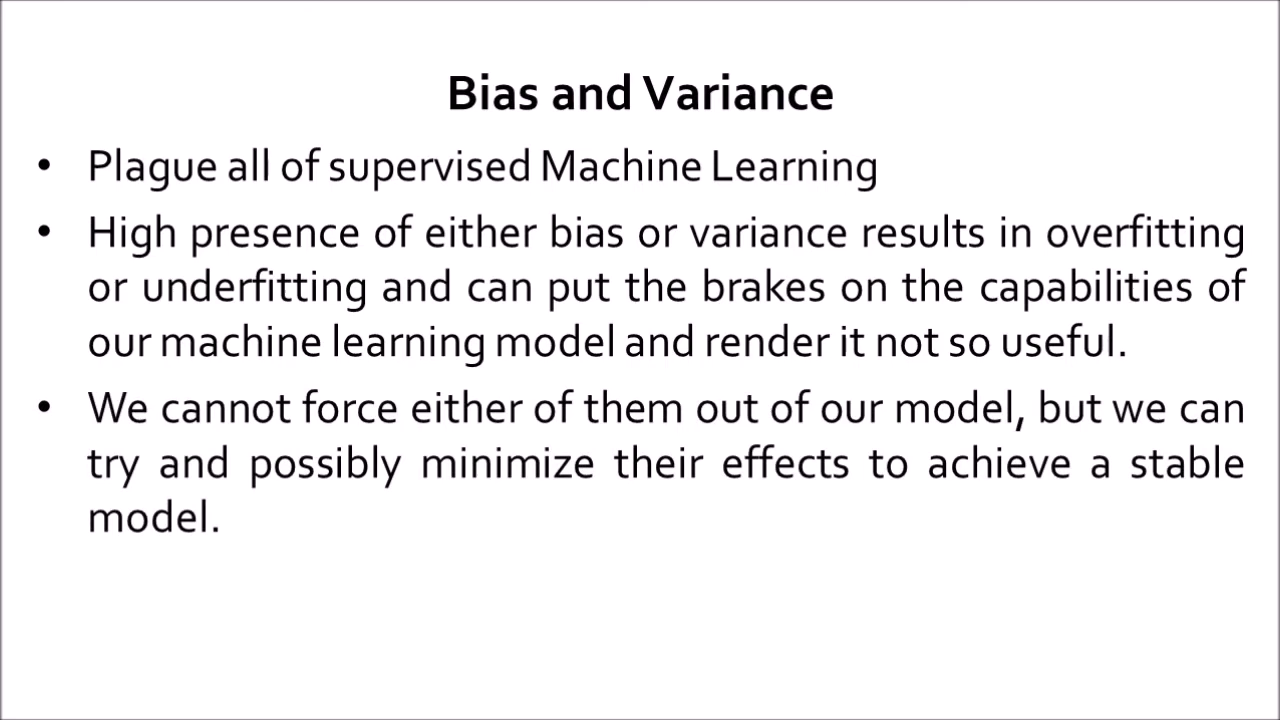 Bias and Variance
• Plague all of supervised Machine Learning
• High presence of either bias or variance results in overfitting
or underfitting and can put the brakes on the capabilities of
our machine learning model and render it not so useful.
• We cannot force either of them out of our model, but we can
try and possibly minimize their effects to achieve a stable
model.